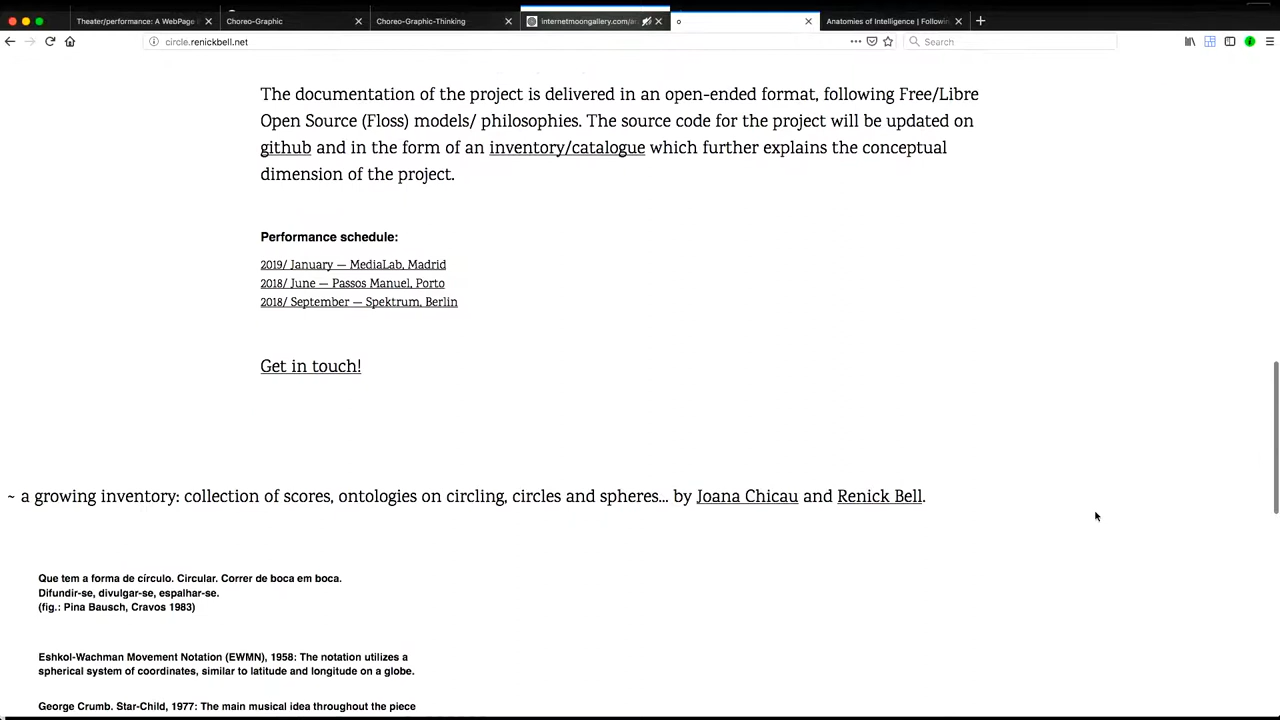 Theater/performance: A WebPage
Choreo-Graphic
Choreo-Graphic-Thinking
internetmoongallery.com/ar
Anatomies of Intelligence | Followin
circle.renickbell.net
Search
The documentation of the project is delivered in an open-ended format, following Free/Libre
Open Source (Floss) models/ philosophies. The source code for the project will be updated on
github and in the form of an inventory/catalogue which further explains the conceptual
dimension of the project.
Performance schedule:
2019/ January — MediaLab, Madrid
2018/ June — Passos Manuel, Porto
2018/ September — Spektrum, Berlin
Get in touch!
~ a growing inventory: collection of scores, ontologies on circling, circles and spheres... by Joana Chicau and Renick Bell.
Que tem a forma de círculo. Circular. Correr de boca em boca.
Difundir-se, divulgar-se, espalhar-se.
(fig.: Pina Bausch, Cravos 1983)
Eshkol-Wachman Movement Notation (EWMN), 1958: The notation utilizes a
spherical system of coordinates, similar to latitude and longitude on a globe.
George Crumb. Star-Child, 1977: The main musical idea throughout the piece